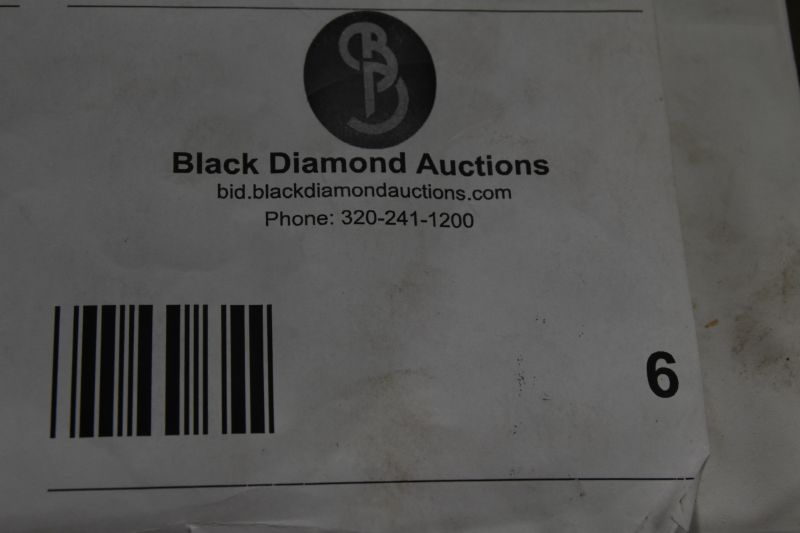 Black Diamond Auctions
bid.blackdiamondauctions.com
Phone: 320-241-1200
6